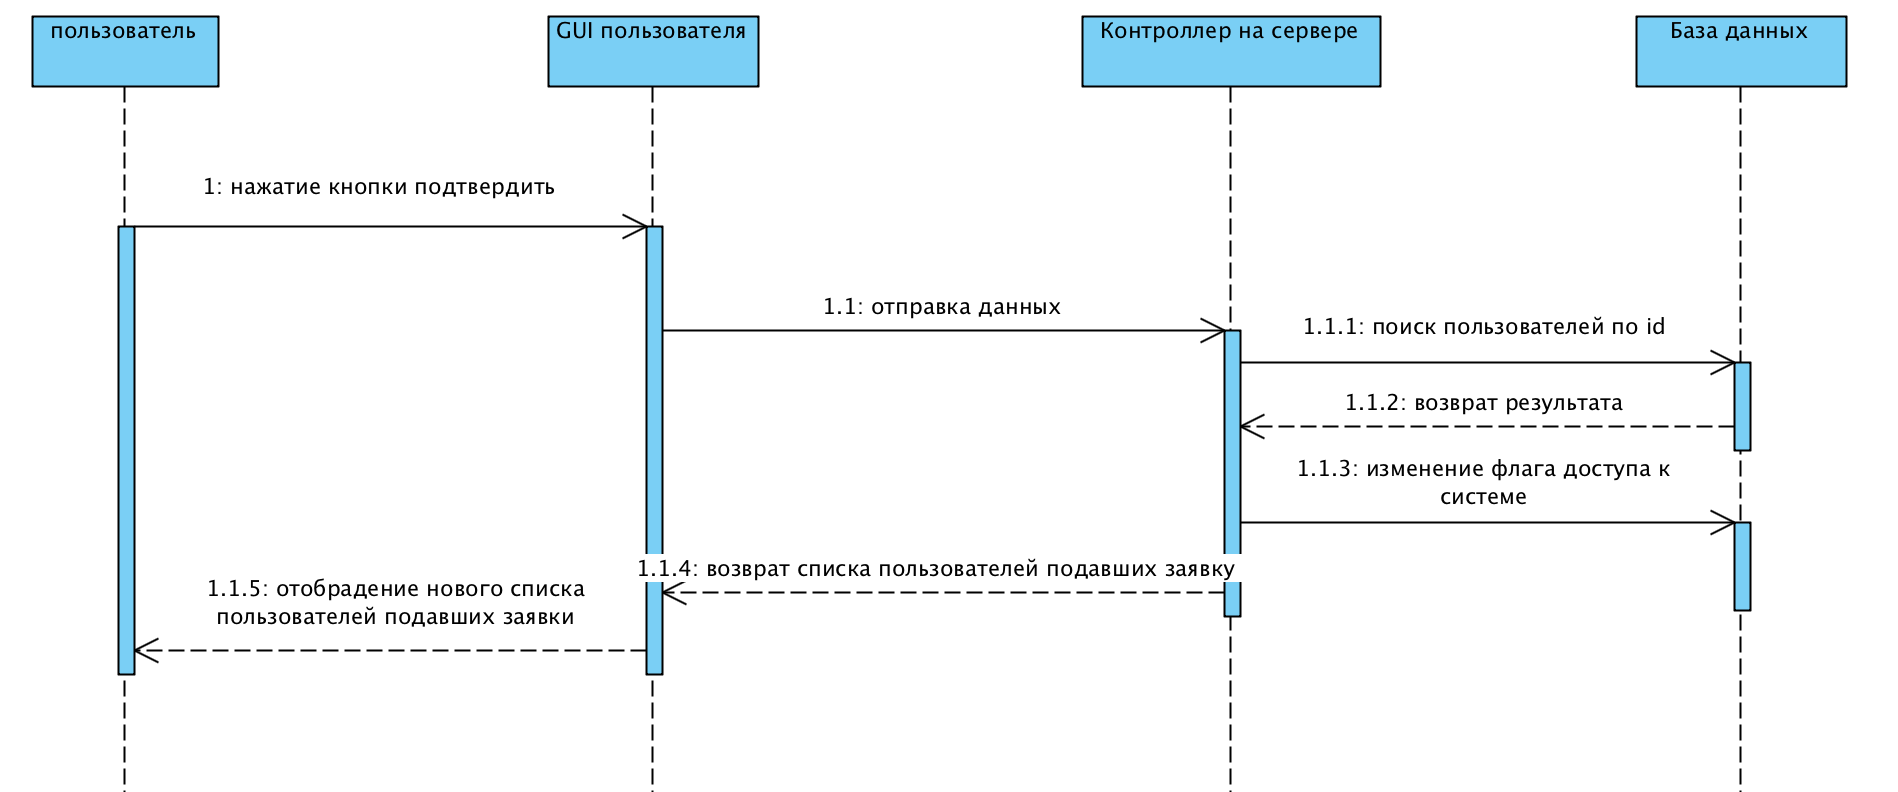 пользователь
GUI пользователя
Контроллер на сервере
База данных
1: нажатие кнопки подтвердить
1.1: отправка данных
1.1.1: поиск пользователей по id
1.1.2: возврат результата
1.1.3: изменение флага доступа к
системе
1.1.4: возврат списка пользователей подавших заявку
1.1.5: отобрадение нового списка
пользователей подавших заявки